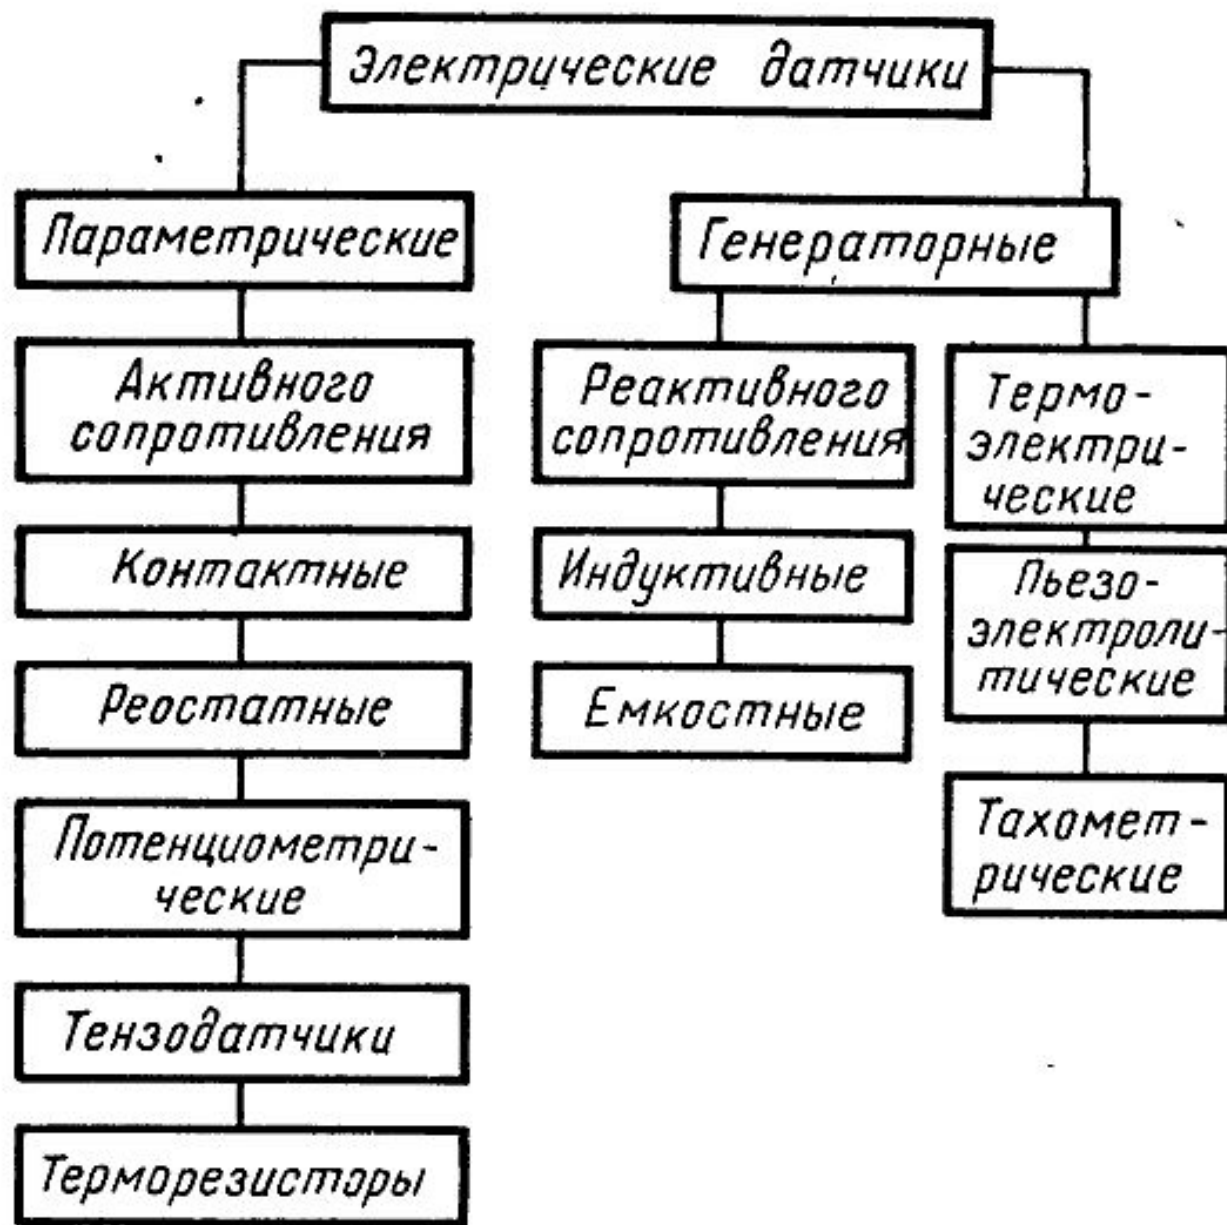 Электрические датчики
Параметрические
Генераторные
Активного
сопротивления
Реактивного
сопротивления
Термо-
электри-
ческие
Контактные
Индуктивные
Пьезо-
электроли-
тические
Реостатные
Емкостные
Потенциометри-
ческие
Тахомет-
рические
Тензодатчики
Терморезисторы